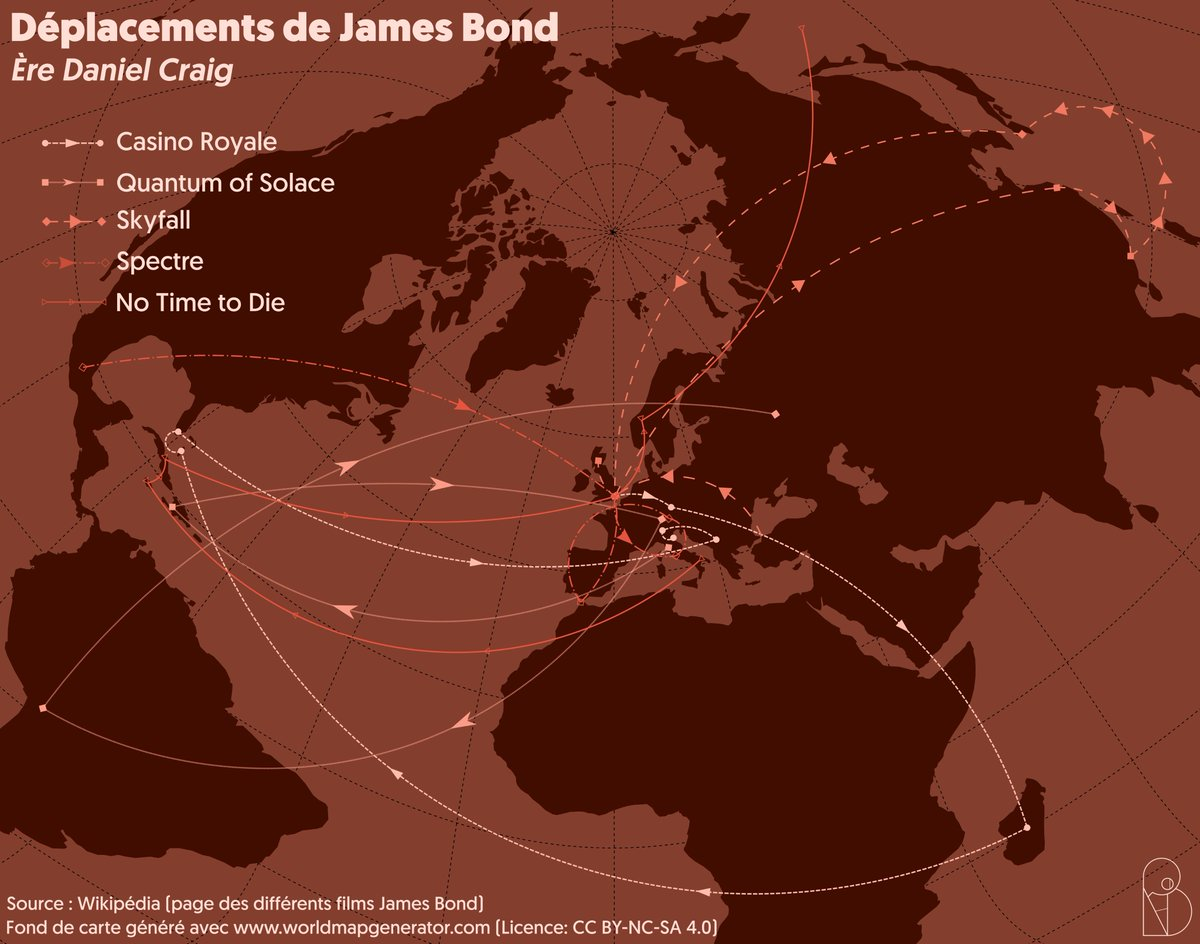 Déplacements de James Bond
Ère Daniel Craig
Casino Royale
Quantum of Solace
Skyfall
Spectre
No Time to Die
Source : Wikipédia (page des différents films James Bond)
Fond de carte généré avec www.worldmapgenerator.com (Licence: CC BY-NC-SA 4.0)